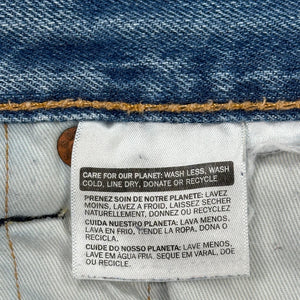 CARE FOR OUR PLANET: WASH LESS, WASH
COLD, LINE DRY, DONATE OR RECYCLE
PRENEZ SOIN DE NOTRE PLANETE: LAVEZ
MOINS, LAVEZ A FROID, LAISSEZ SECHER
NATURELLEMENT, DONNEZ OU RECYCLEZ
CUIDA NUESTRO PLANETA: LAVA MENOS,
LAVA EN FRIO, TIENDE LA ROPA, DONA O
RECICLA.
CUIDE DO NOSSO PLANETA: LAVE MENOS,
LAVE EM ÁGUA FRIA, SEQUE EM VARAL, DOE
OU RECICLE.